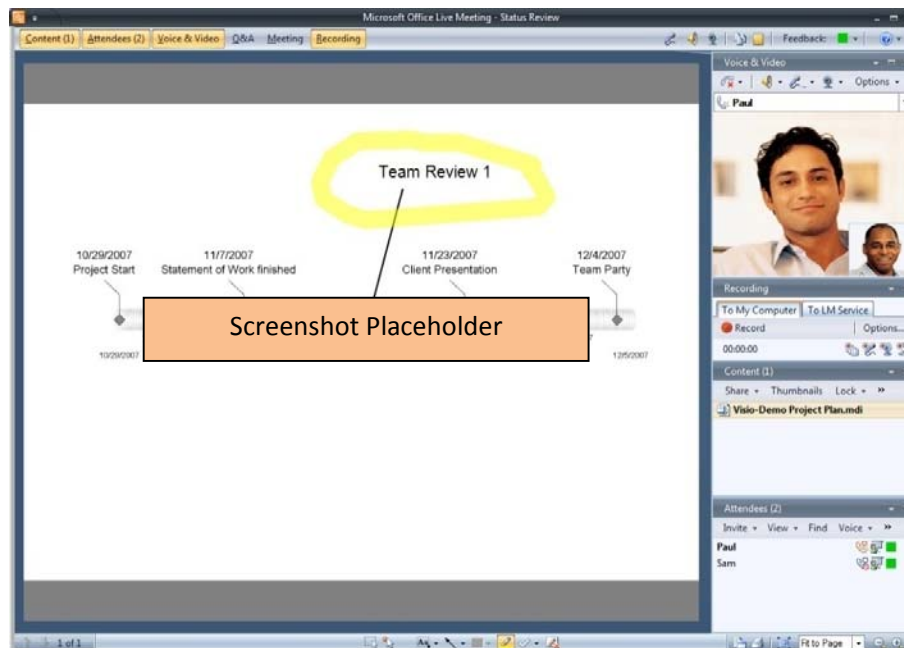 Microsoft Office Live Meeting - Status Review
Content (1) Attendees (2) Voice & Video Q&A Meeting Recording Feedback:
Voice & Video
Options
Paul
Team Review 1
10/29/2007
Project Start
11/7/2007
Statement of Work finished
11/23/2007
Client Presentation
12/4/2007
Team Party
Screenshot Placeholder
10/29/2007
12/5/2007
Recording
To My Computer To LM Service
Record Options...
00:00:00
Content (1)
Share Thumbnails Lock »
Visio-Demo Project Plan.mdi
Attendees (2)
Invite View Find Voice »
Paul
Sam
1 of 1
Fit to Page